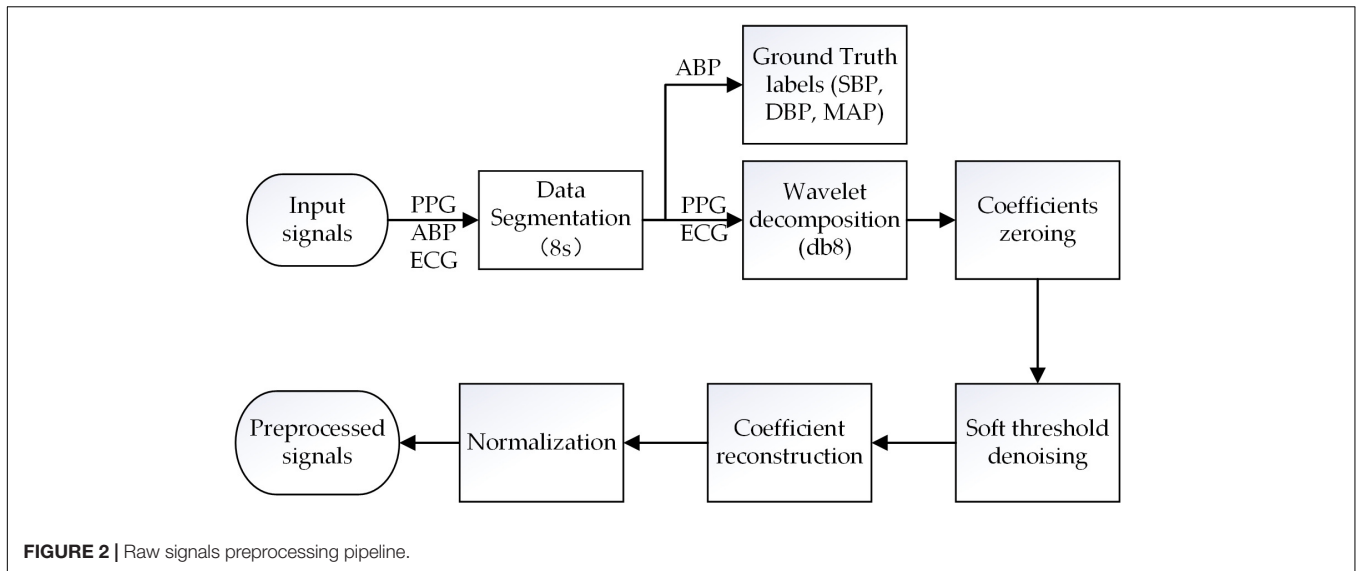 ABP
Ground Truth
labels (SBP,
DBP, MAP)
Input
signals
PPG
ABP
ECG
Data
Segmentation
(8s)
PPG
ECG
Wavelet
decomposition
(db8)
Coefficients
zeroing
Preprocessed
signals
Normalization
Coefficient
reconstruction
Soft threshold
denoising
FIGURE 2 | Raw signals preprocessing pipeline.